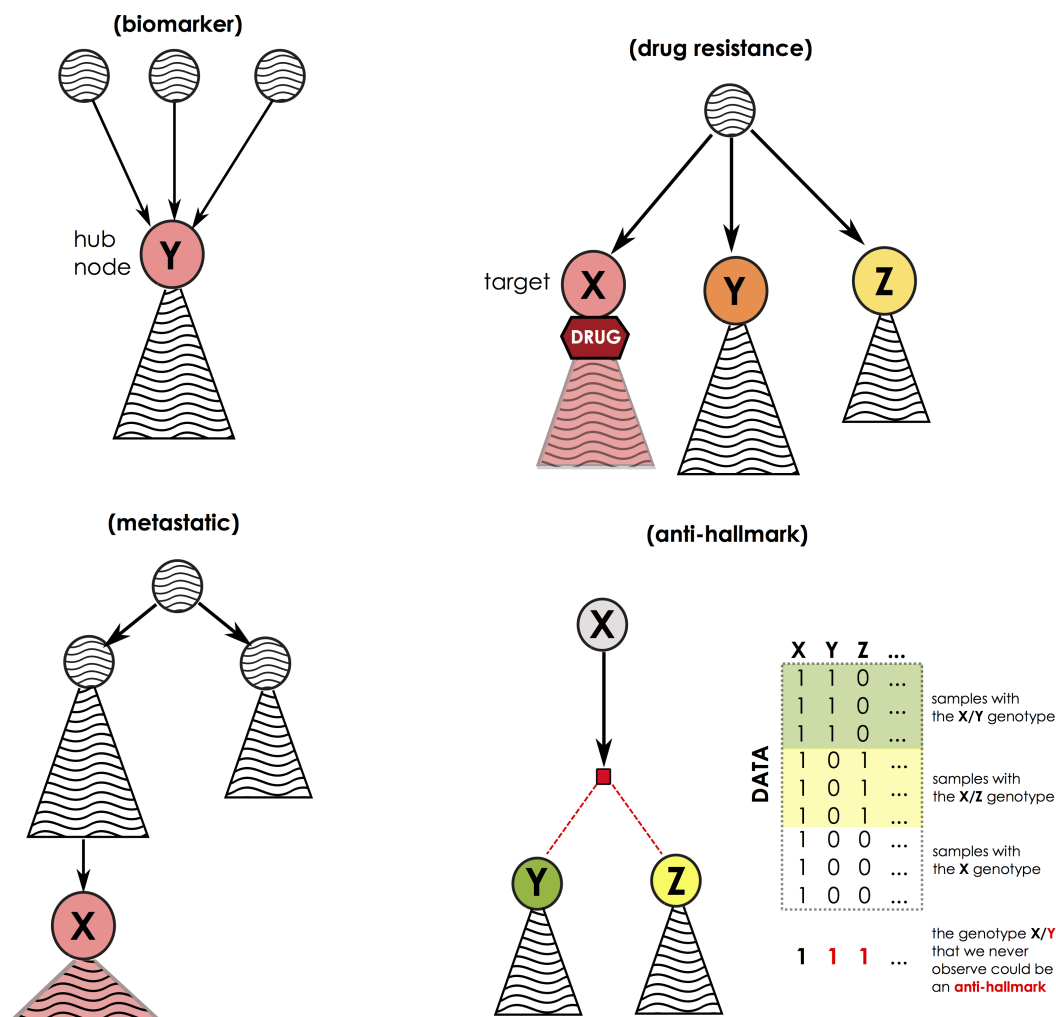 (biomarker)
hub
node
Y
(drug resistance)
target
X
Y
Z
DRUG
(metastatic)
X
(anti-hallmark)
X
Y
Z
DATA
X Y Z ...
1 1 0 ...
1 1 0 ...
1 1 0 ...
1 0 1 ...
1 0 1 ...
1 0 1 ...
1 0 0 ...
1 0 0 ...
1 0 0 ...
samples with
the X/Y genotype
samples with
the X/Z genotype
samples with
the X genotype
1 1 1 ...
the genotype X/Y
that we never
observe could be
an anti-hallmark